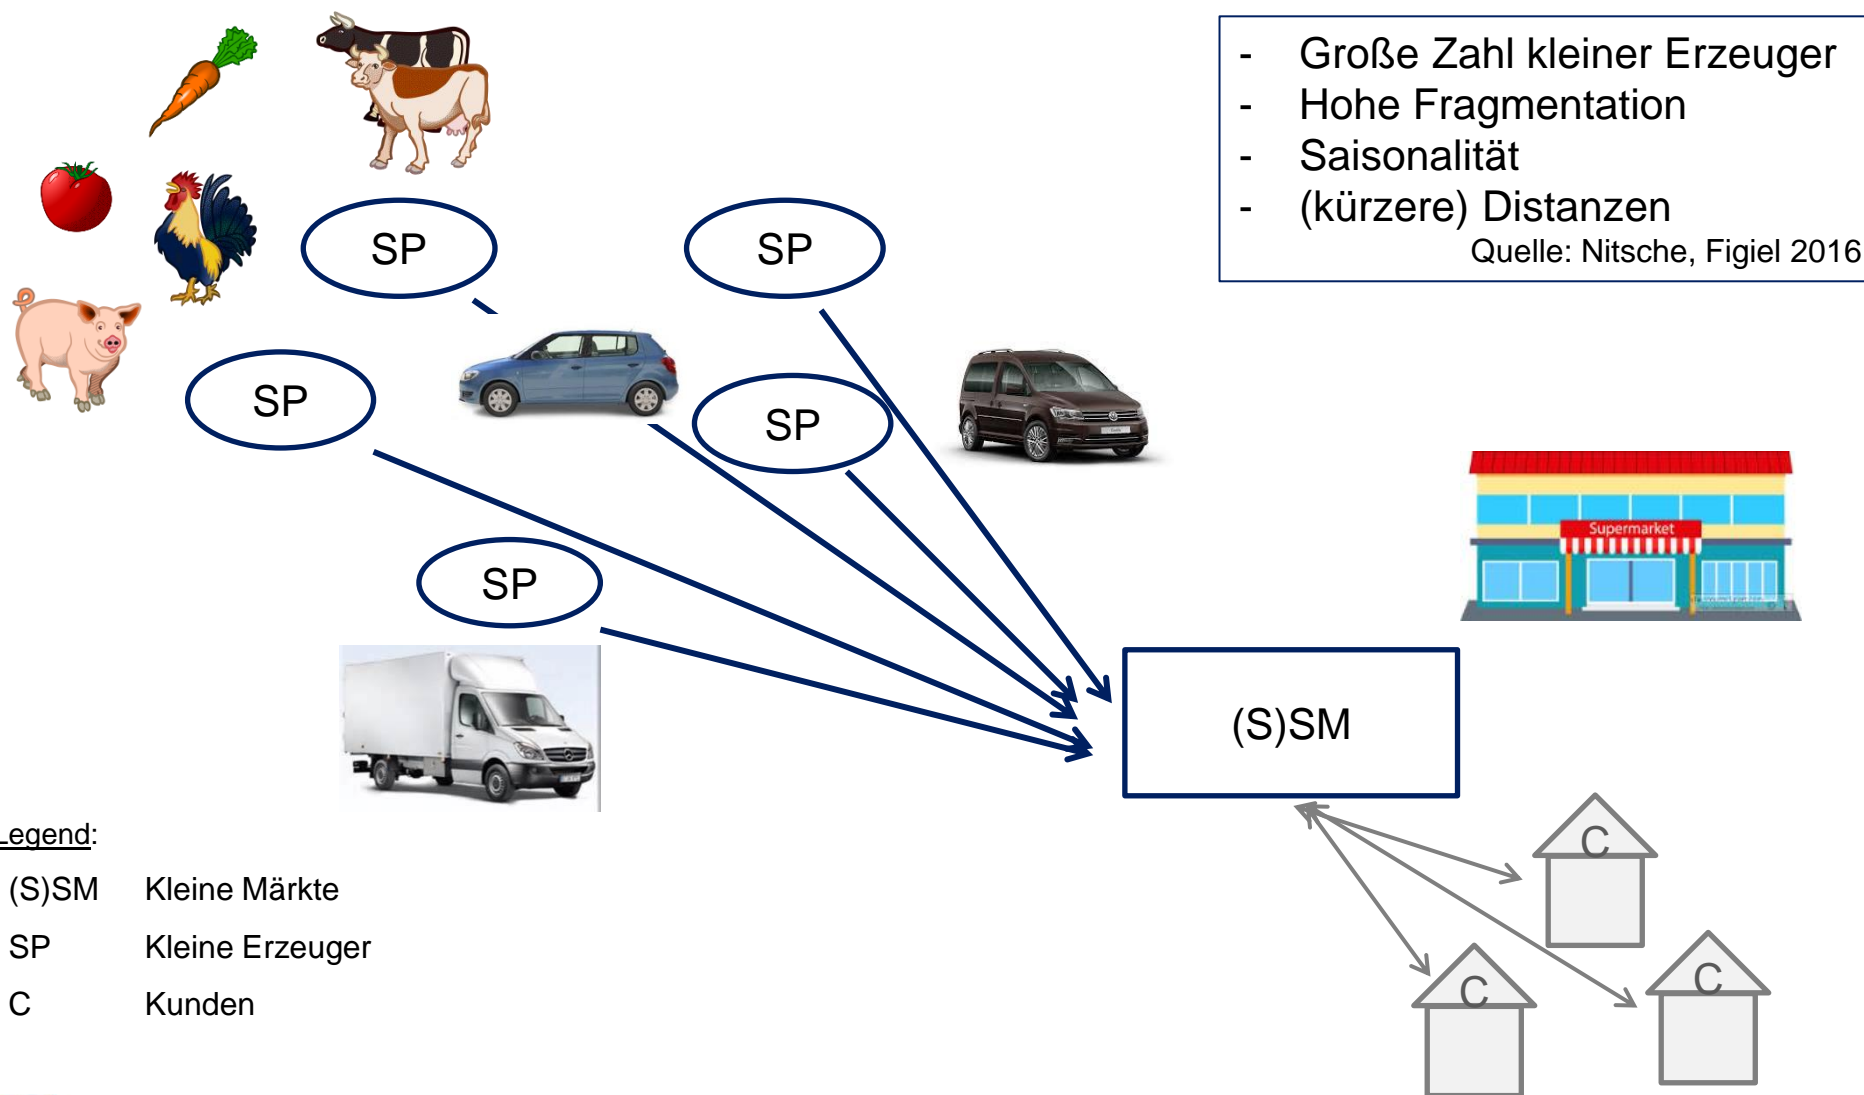 - Große Zahl kleiner Erzeuger
- Hohe Fragmentation
- Saisonalität
- (kürzere) Distanzen
Quelle: Nitsche, Figiel 2016
SP
SP
SP
SP
SP
Supermarket
(S)SM
C
C
C
Legend:
(S)SM Kleine Märkte
SP Kleine Erzeuger
C Kunden